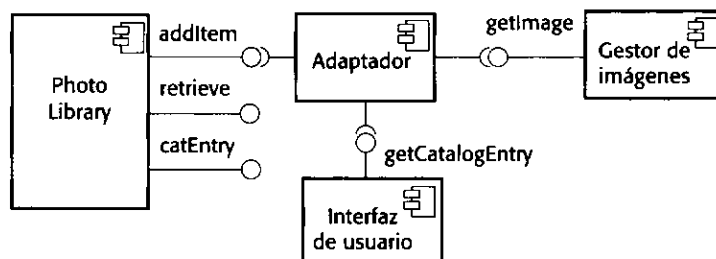 addItem
getImage
Photo
Library
Adaptador
Gestor de
imágenes
retrieve
catEntry
getCatalogEntry
Interfaz
de usuario